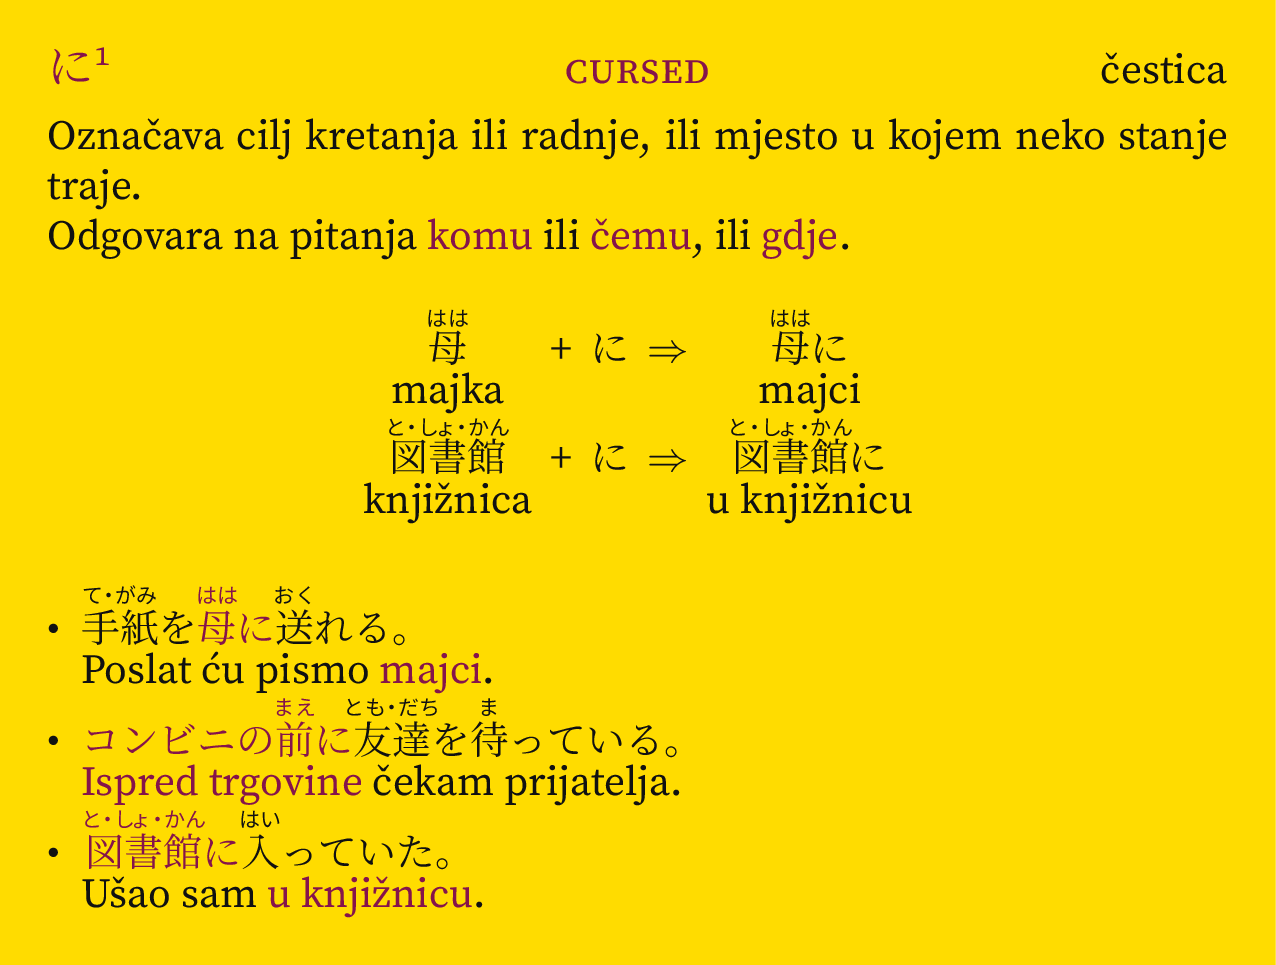 に¹ CURSED čestica
Označava cilj kretanja ili radnje, ili mjesto u kojem neko stanje
traje.
Odgovara na pitanja komu ili čemu, ili gdje.
はは はは
母 + に ⇒ 母に
majka majci
と・しょ・かん と・しょ・かん
図書館 + に ⇒ 図書館に
knjižnica u knjižnicu
て・がみ はは おく
• 手紙を母に送れる。
Poslat ću pismo majci.
まえ とも・だち ま
• コンビニの前に友達を待っている。
Ispred trgovine čekam prijatelja.
と・しょ・かん はい
• 図書館に入っていた。
Ušao sam u knjižnicu.